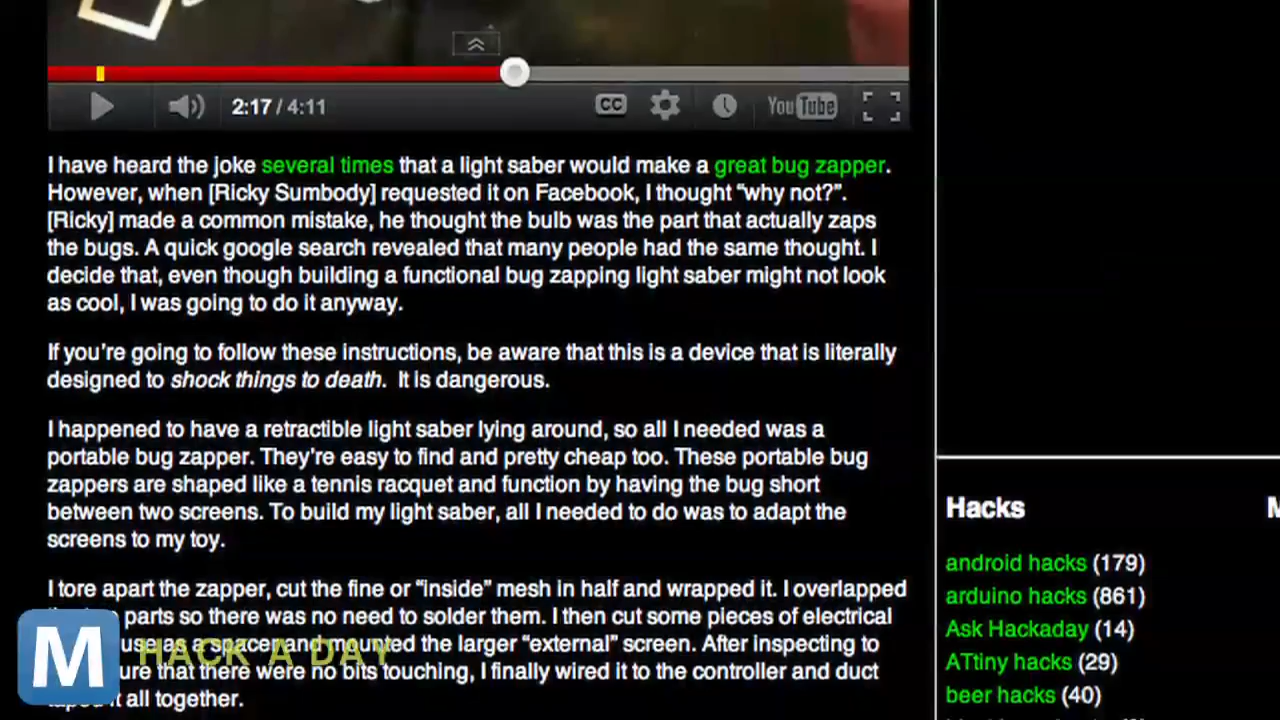 2:17 / 4:11
CC
YouTube
I have heard the joke several times that a light saber would make a great bug zapper.
However, when [Ricky Sumbody] requested it on Facebook, I thought “why not?”.
[Ricky] made a common mistake, he thought the bulb was the part that actually zaps
the bugs. A quick google search revealed that many people had the same thought. I
decide that, even though building a functional bug zapping light saber might not look
as cool, I was going to do it anyway.
If you’re going to follow these instructions, be aware that this is a device that is literally
designed to shock things to death. It is dangerous.
I happened to have a retractible light saber lying around, so all I needed was a
portable bug zapper. They’re easy to find and pretty cheap too. These portable bug
zappers are shaped like a tennis racquet and function by having the bug short
between two screens. To build my light saber, all I needed to do was to adapt the
screens to my toy.
I tore apart the zapper, cut the fine or “inside” mesh in half and wrapped it. I overlapped
parts so there was no need to solder them. I then cut some pieces of electrical
use as a spacer and mounted the larger “external” screen. After inspecting to
that there were no bits touching, I finally wired it to the controller and duct
taped it all together.
M
HACK A DAY
Hacks
M
android hacks (179)
arduino hacks (861)
Ask Hackaday (14)
ATtiny hacks (29)
beer hacks (40)